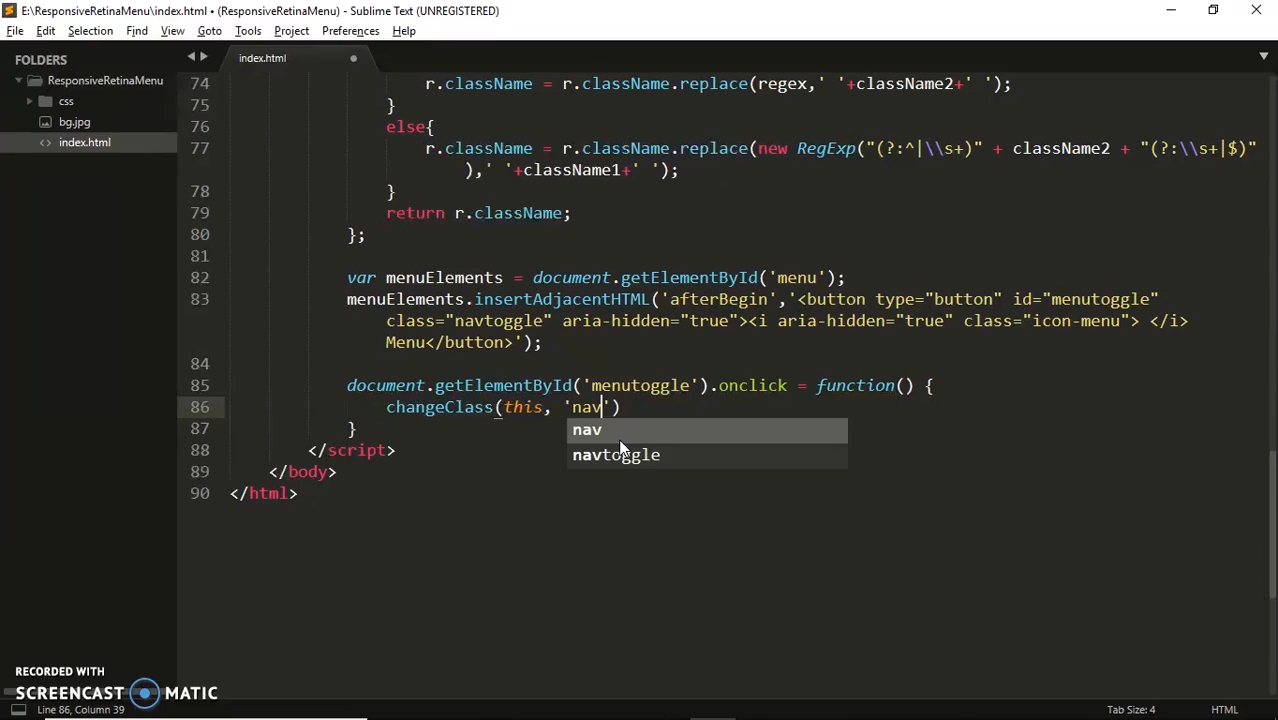 E:\ResponsiveRetinaMenu\index.html • (ResponsiveRetinaMenu) - Sublime Text (UNREGISTERED)
File Edit Selection Find View Goto Tools Project Preferences Help
FOLDERS
ResponsiveRetinaMenu
css
bg.jpg
index.html
index.html
74 r.className = r.className.replace(regex,' '+className2+' ');
75 }
76 else{
77 r.className = r.className.replace(new RegExp("(?:^|\\s+)" + className2 + "(?:\\s+|$)"
),' '+className1+' ');
78 }
79 return r.className;
80 };
81
82 var menuElements = document.getElementById('menu');
83 menuElements.insertAdjacentHTML('afterBegin','<button type="button" id="menutoggle"
class="navtoggle" aria-hidden="true"><i aria-hidden="true" class="icon-menu"> </i>
Menu</button>');
84
85 document.getElementById('menutoggle').onclick = function() {
86 changeClass(this, 'nav')
87 }
nav
navtoggle
88 </script>
89 </body>
90 </html>
RECORDED WITH
SCREENCAST MATIC
Line 86, Column 39
Tab Size: 4
HTML